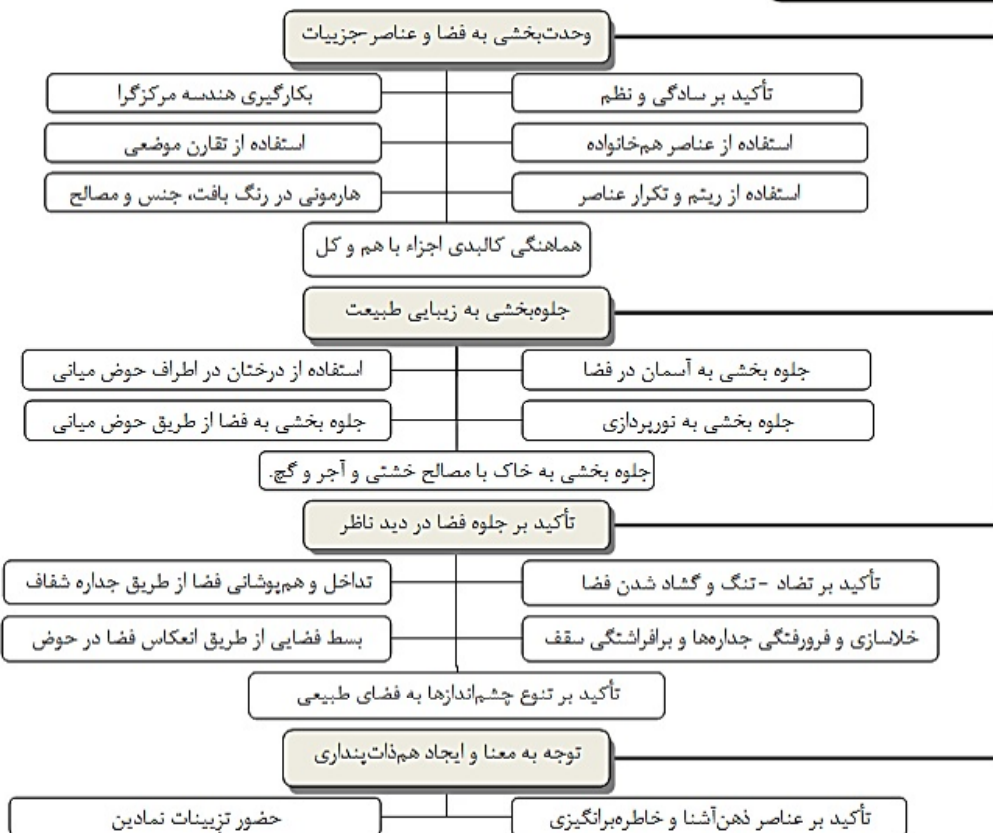 وحدت‌بخشی به فضا و عناصر-جزییات
تأکید بر سادگی و نظم
بکارگیری هندسه مرکزگرا
استفاده از عناصر هم‌خانواده
استفاده از تقارن موضعی
استفاده از ریتم و تکرار عناصر
هارمونی در رنگ بافت، جنس و مصالح
هماهنگی کالبدی اجزاء با هم و کل
جلوه‌بخشی به زیبایی طبیعت
جلوه بخشی به آسمان در فضا
استفاده از درختان در اطراف حوض میانی
جلوه بخشی به نورپردازی
جلوه بخشی به فضا از طریق حوض میانی
جلوه بخشی به خاک با مصالح خشتی و آجر و گچ.
تأکید بر جلوه فضا در دید ناظر
تأکید بر تضاد -تنگ و گشاد شدن فضا
تداخل و هم‌پوشانی فضا از طریق جداره شفاف
خلاسازی و فرورفتگی جداره‌ها و برافراشتگی سقف
بسط فضایی از طریق انعکاس فضا در حوض
تأکید بر تنوع چشم‌اندازها به فضای طبیعی
توجه به معنا و ایجاد هم‌ذات‌پنداری
تأکید بر عناصر ذهن‌آشنا و خاطره‌برانگیزی
حضور تزیینات نمادین